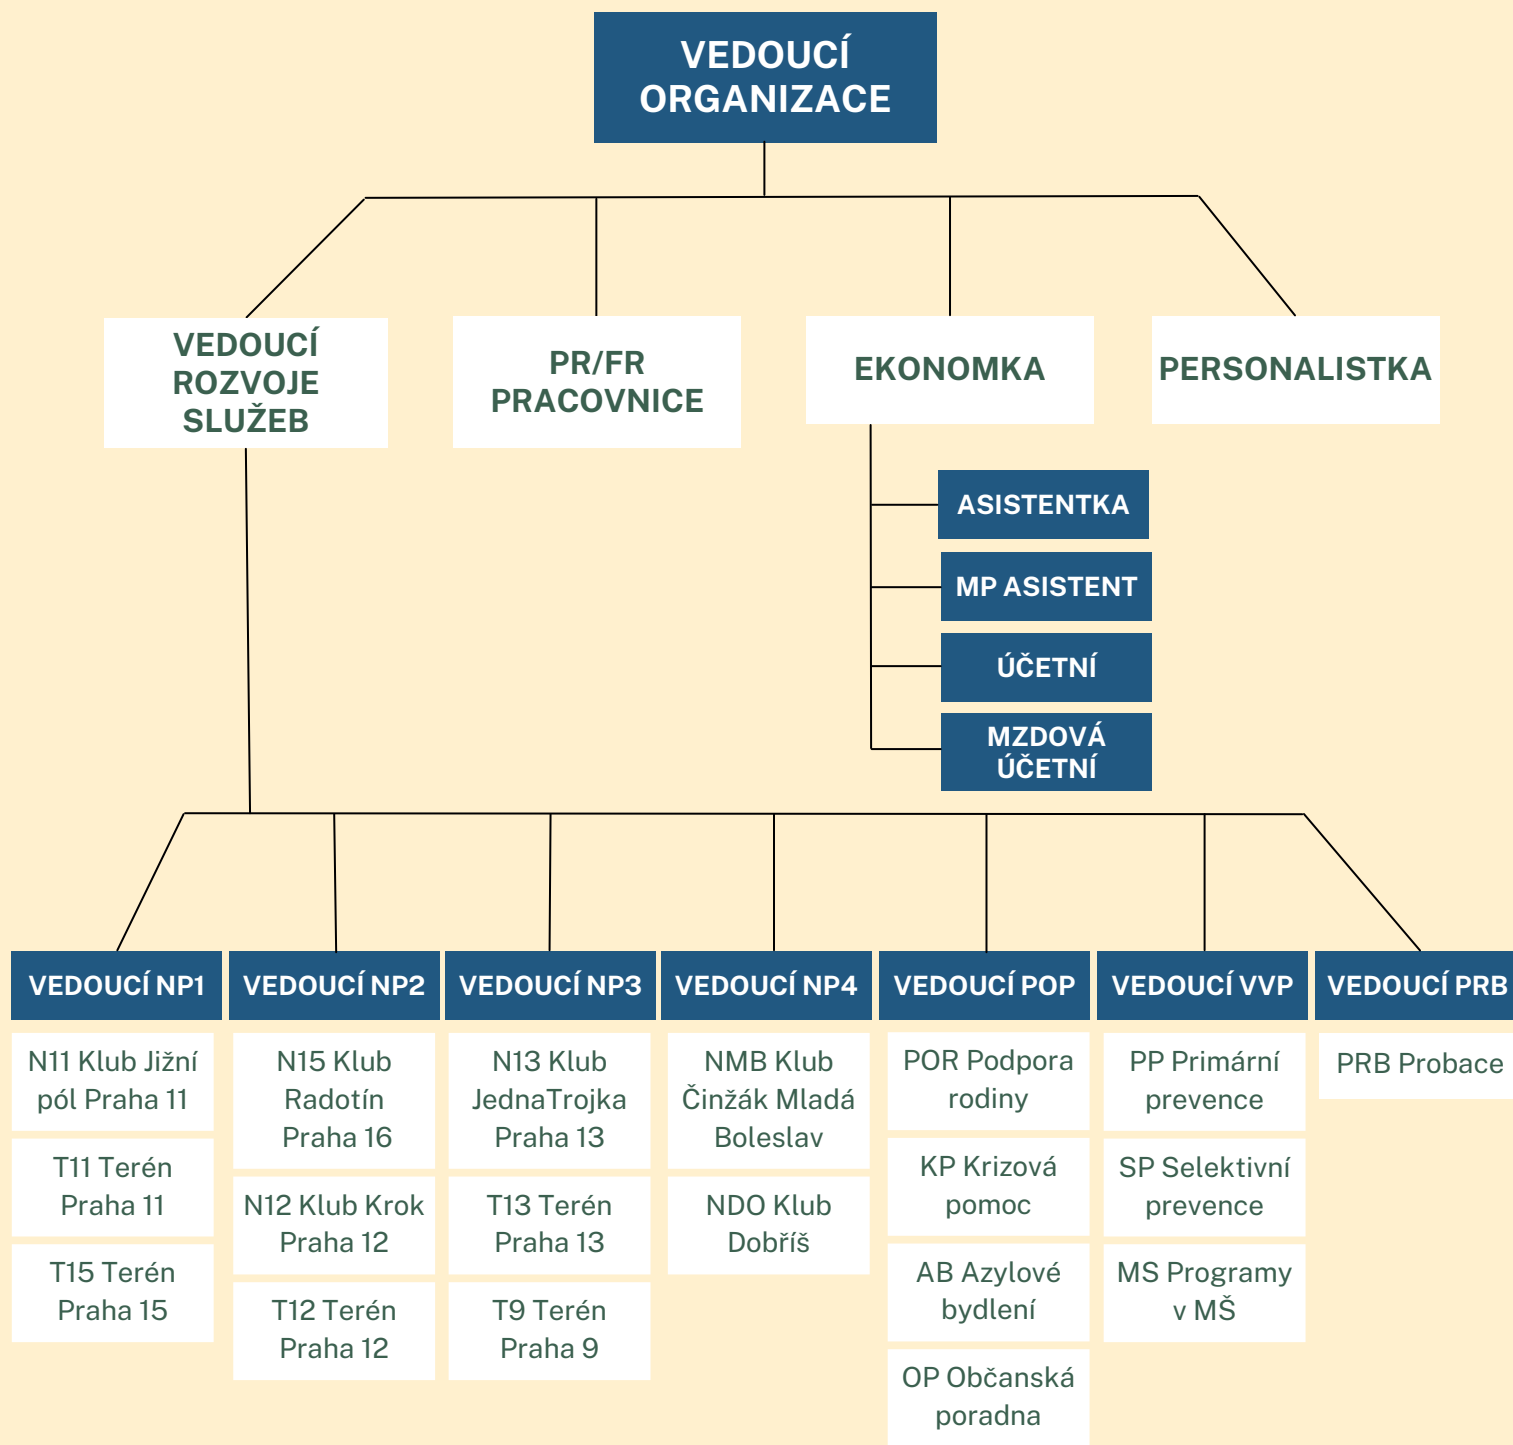 VEDOUCÍ
ORGANIZACE
VEDOUCÍ
ROZVOJE
SLUŽEB
PR/FR
PRACOVNICE
EKONOMKA
PERSONALISTKA
ASISTENTKA
MP ASISTENT
ÚČETNÍ
MZDOVÁ
ÚČETNÍ
VEDOUCÍ NP1
N11 Klub Jižní
pól Praha 11
T11 Terén
Praha 11
T15 Terén
Praha 15
VEDOUCÍ NP2
N15 Klub
Radotín
Praha 16
N12 Klub Krok
Praha 12
T12 Terén
Praha 12
VEDOUCÍ NP3
N13 Klub
JednaTrojka
Praha 13
T13 Terén
Praha 13
T9 Terén
Praha 9
VEDOUCÍ NP4
NMB Klub
Činžák Mladá
Boleslav
NDO Klub
Dobříš
VEDOUCÍ POP
POR Podpora
rodiny
KP Krizová
pomoc
AB Azylové
bydlení
OP Občanská
poradna
VEDOUCÍ VVP
PP Primární
prevence
SP Selektivní
prevence
MS Programy
v MŠ
VEDOUCÍ PRB
PRB Probace